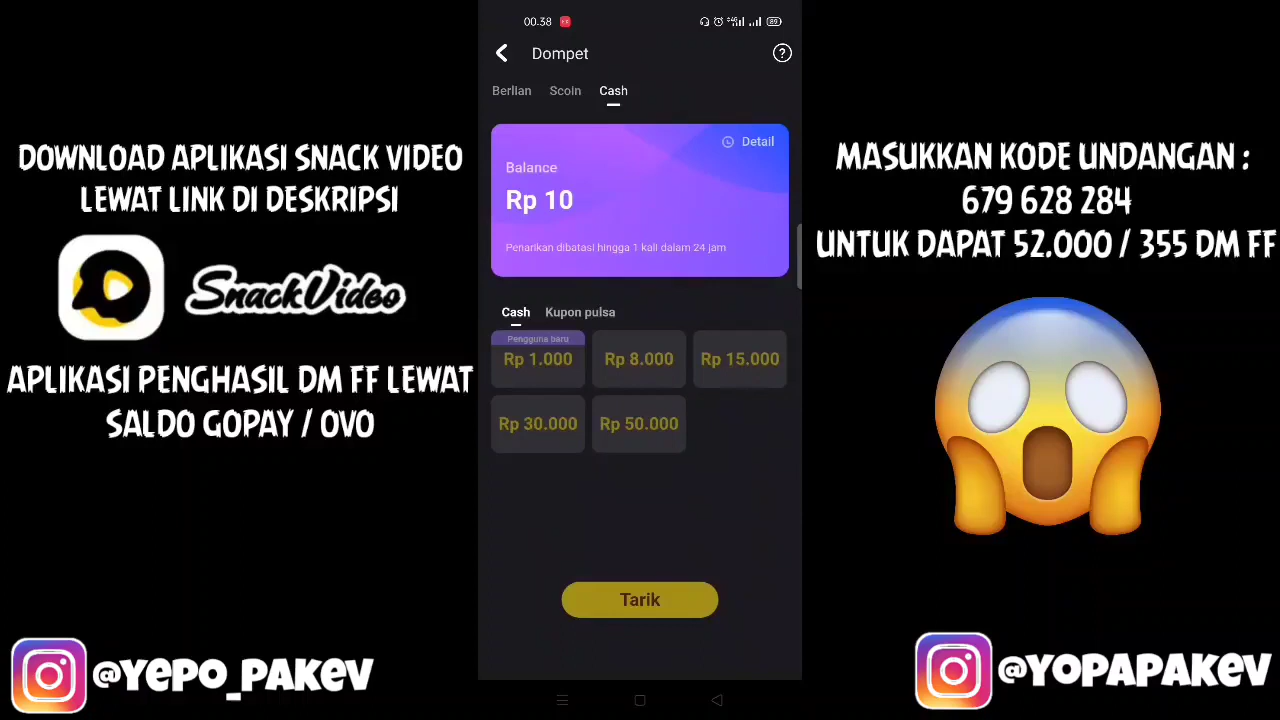 DOWNLOAD APLIKASI SNACK VIDEO
LEWAT LINK DI DESKRIPSI
SnackVideo
APLIKASI PENGHASIL DM FF LEWAT
SALDO GOPAY / OVO
@YEPO_PAKEV
00.38
89
Dompet
?
Berlian Scoin Cash
Detail
Balance
Rp 10
Penarikan dibatasi hingga 1 kali dalam 24 jam
Cash Kupon pulsa
Pengguna baru
Rp 1.000 Rp 8.000 Rp 15.000
Rp 30.000 Rp 50.000
Tarik
MASUKKAN KODE UNDANGAN :
679 628 284
UNTUK DAPAT 52.000 / 355 DM FF
@YOPAPAKEV